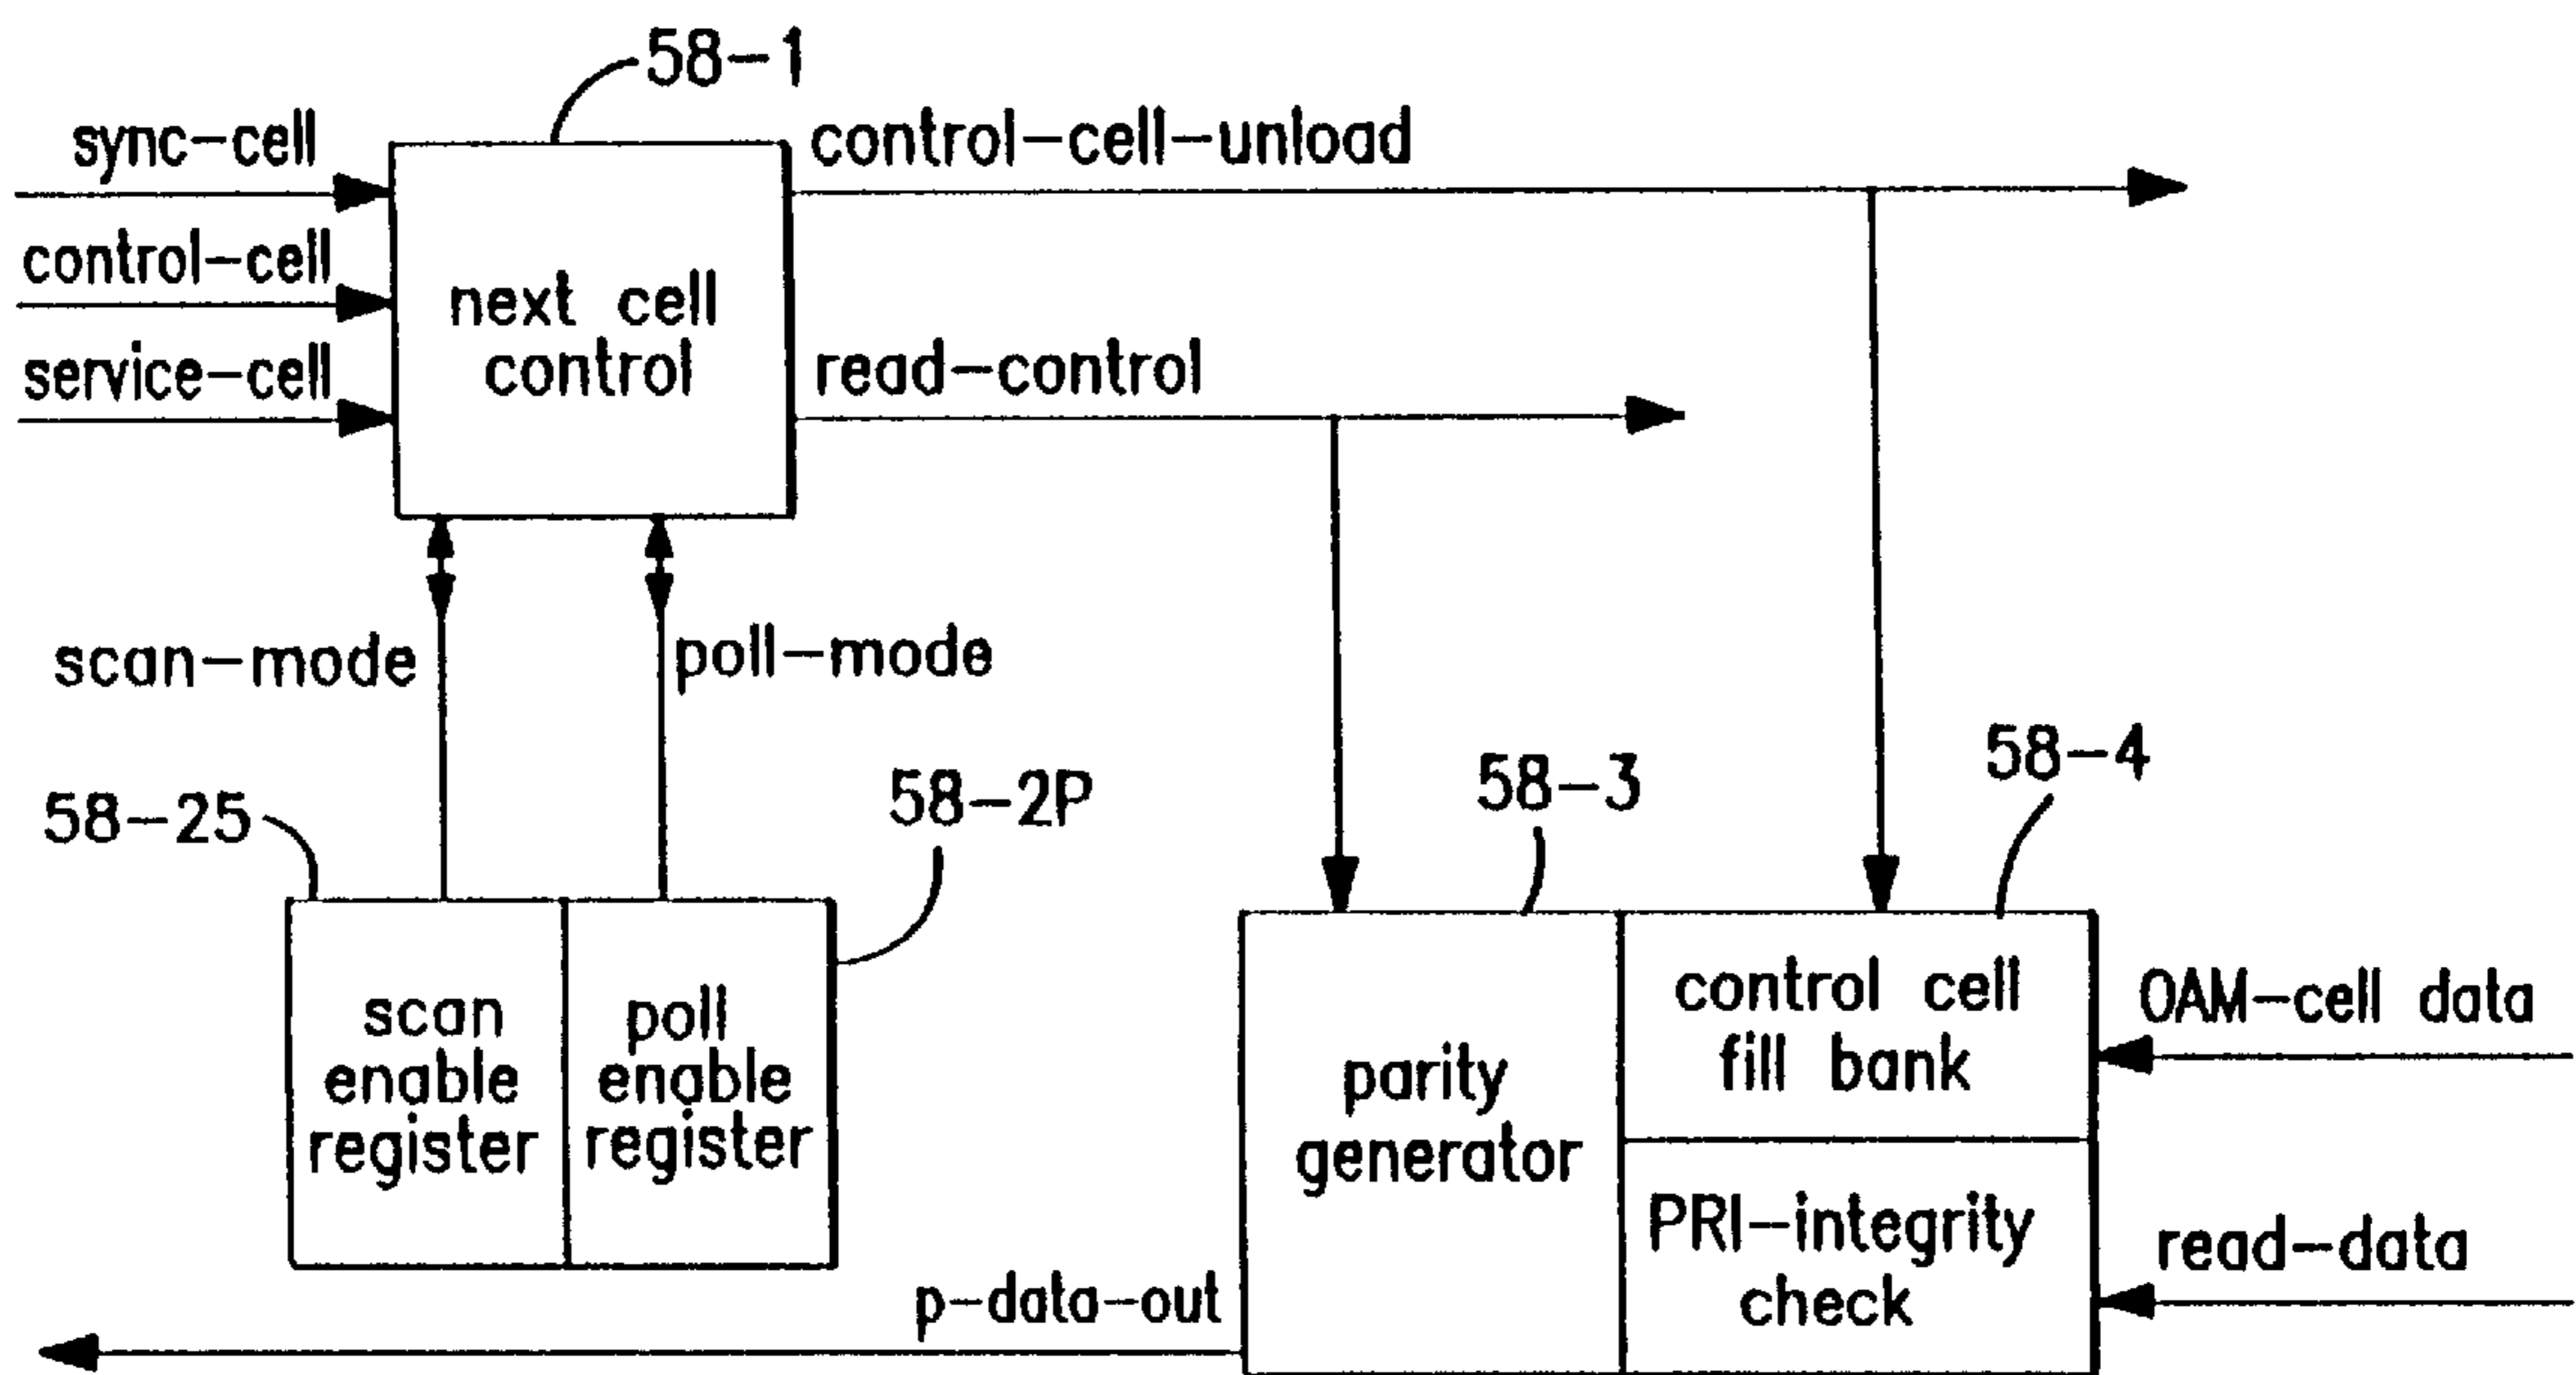 58-1
sync-cell
control-cell-unload
control-cell
next cell
control
service-cell
read-control
scan-mode
poll-mode
58-25
58-2P
58-3
58-4
scan
enable
register
poll
enable
register
parity
generator
control cell
fill bank
OAM-cell data
PRI-integrity
check
read-data
p-data-out